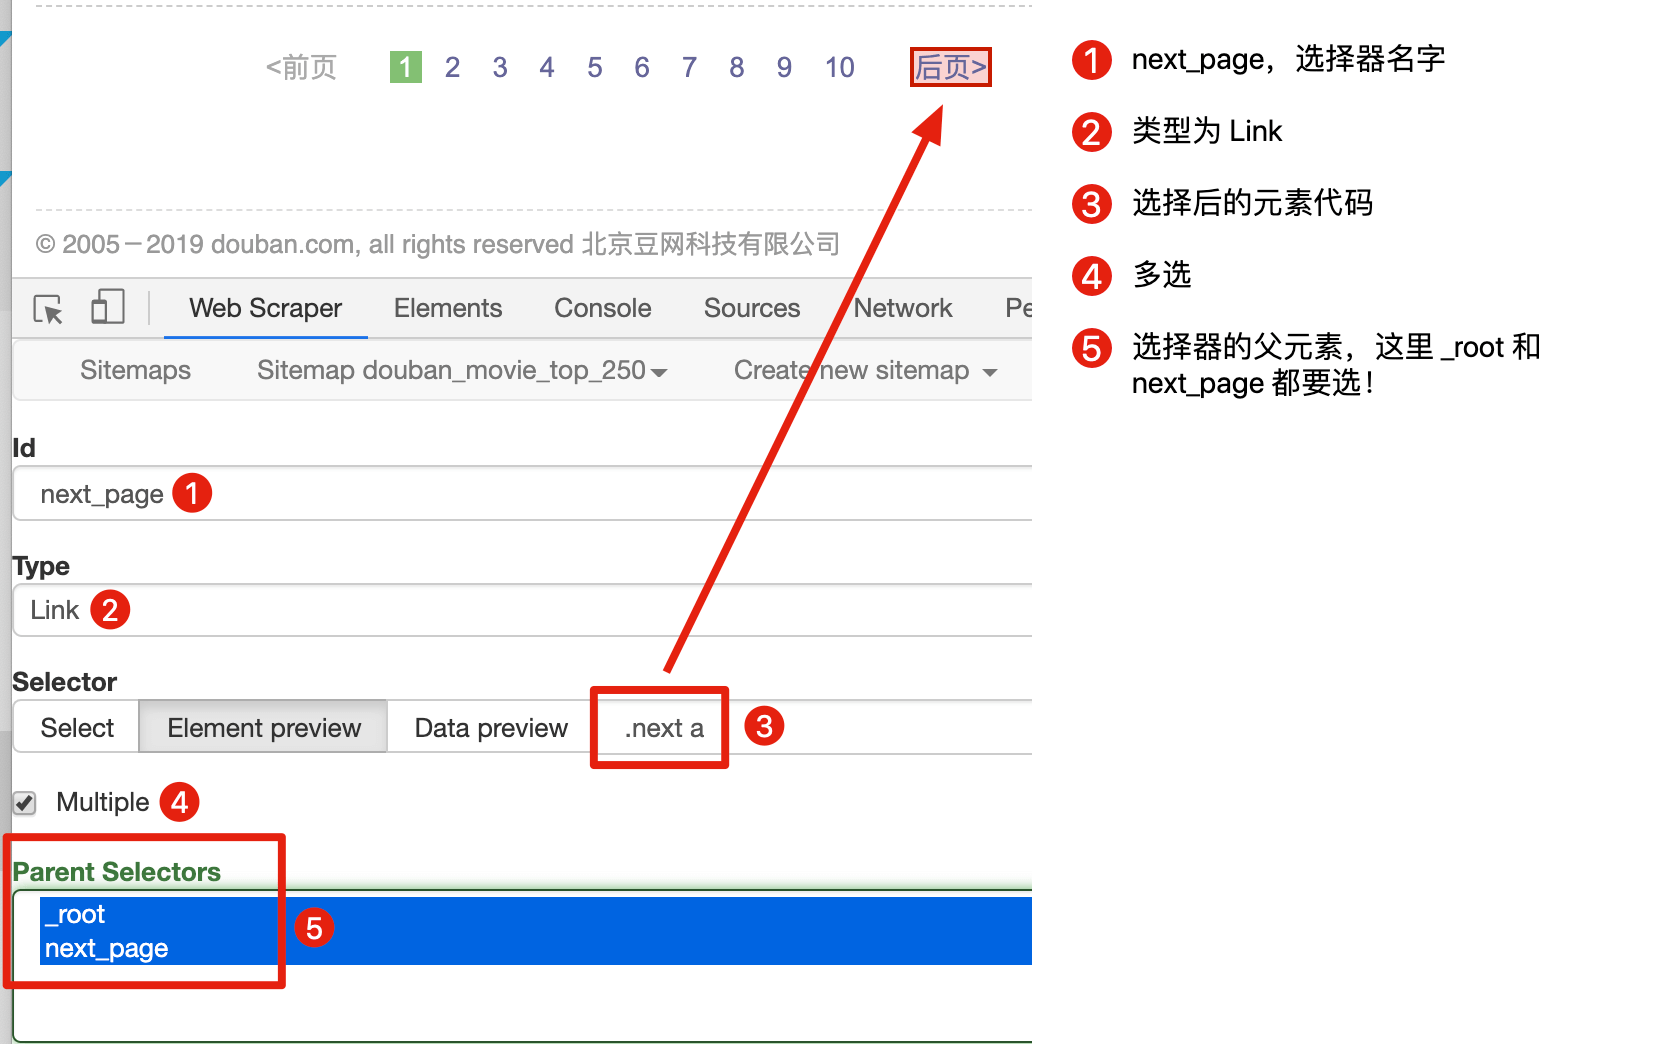 <前页 1 2 3 4 5 6 7 8 9 10 后页>
© 2005－2019 douban.com, all rights reserved 北京豆网科技有限公司
Web Scraper Elements Console Sources Network Pe
Sitemaps Sitemap douban_movie_top_250 Create new sitemap
Id
next_page 1
Type
Link 2
Selector
Select Element preview Data preview .next a 3
Multiple 4
Parent Selectors
_root
next_page
5
1 next_page，选择器名字
2 类型为 Link
3 选择后的元素代码
4 多选
5 选择器的父元素，这里 _root 和
next_page 都要选！